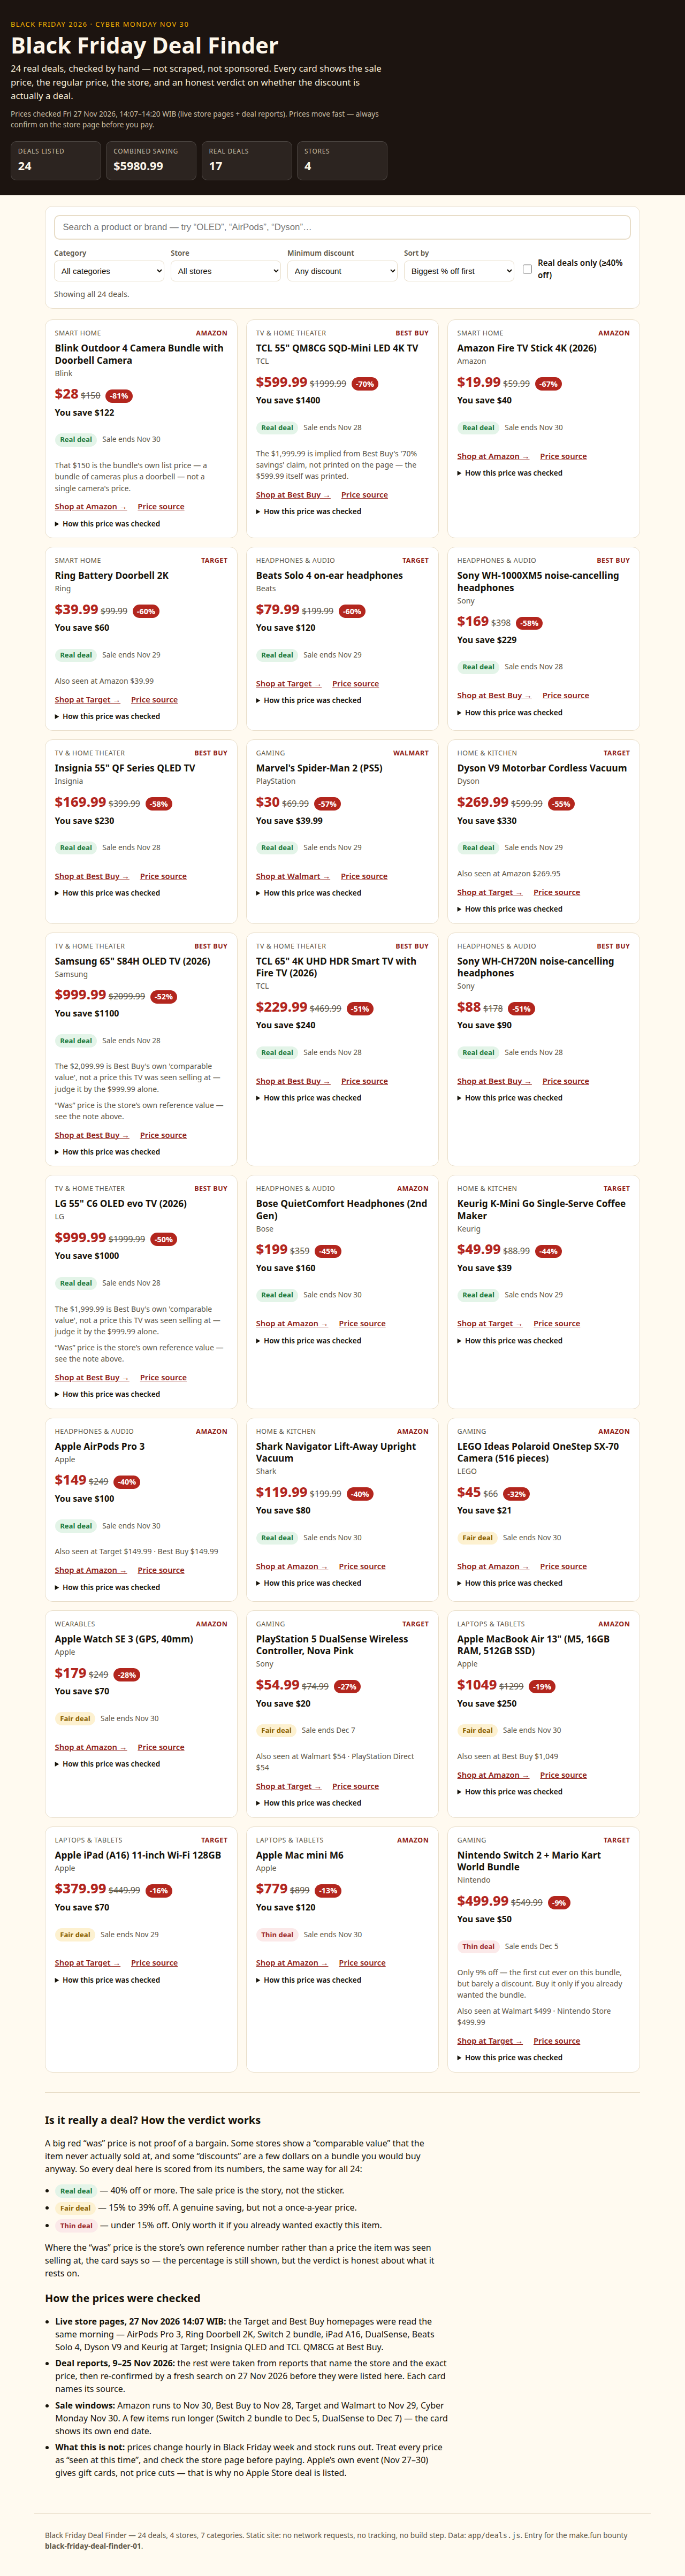 BLACK FRIDAY 2026 · CYBER MONDAY NOV 30
Black Friday Deal Finder
24 real deals, checked by hand — not scraped, not sponsored. Every card shows the sale
price, the regular price, the store, and an honest verdict on whether the discount is
actually a deal.
Prices checked Fri 27 Nov 2026, 14:07–14:20 WIB (live store pages + deal reports). Prices move fast — always
confirm on the store page before you pay.
DEALS LISTED
24
COMBINED SAVING
$5980.99
REAL DEALS
17
STORES
4
Search a product or brand — try “OLED”, “AirPods”, “Dyson”…
Category
All categories
Store
All stores
Minimum discount
Any discount
Sort by
Biggest % off first
Real deals only (≥40%
off)
Showing all 24 deals.
SMART HOME AMAZON
Blink Outdoor 4 Camera Bundle with
Doorbell Camera
Blink
$28 $150 -81%
You save $122
Real deal Sale ends Nov 30
That $150 is the bundle's own list price — a
bundle of cameras plus a doorbell — not a
single camera's price.
Shop at Amazon → Price source
▸ How this price was checked
TV & HOME THEATER BEST BUY
TCL 55" QM8CG SQD-Mini LED 4K TV
TCL
$599.99 $1999.99 -70%
You save $1400
Real deal Sale ends Nov 28
The $1,999.99 is implied from Best Buy's '70%
savings' claim, not printed on the page — the
$599.99 itself was printed.
Shop at Best Buy → Price source
▸ How this price was checked
SMART HOME AMAZON
Amazon Fire TV Stick 4K (2026)
Amazon
$19.99 $59.99 -67%
You save $40
Real deal Sale ends Nov 30
Shop at Amazon → Price source
▸ How this price was checked
SMART HOME TARGET
Ring Battery Doorbell 2K
Ring
$39.99 $99.99 -60%
You save $60
Real deal Sale ends Nov 29
Also seen at Amazon $39.99
Shop at Target → Price source
▸ How this price was checked
HEADPHONES & AUDIO TARGET
Beats Solo 4 on-ear headphones
Beats
$79.99 $199.99 -60%
You save $120
Real deal Sale ends Nov 29
Shop at Target → Price source
▸ How this price was checked
HEADPHONES & AUDIO BEST BUY
Sony WH-1000XM5 noise-cancelling
headphones
Sony
$169 $398 -58%
You save $229
Real deal Sale ends Nov 28
Shop at Best Buy → Price source
▸ How this price was checked
TV & HOME THEATER BEST BUY
Insignia 55" QF Series QLED TV
Insignia
$169.99 $399.99 -58%
You save $230
Real deal Sale ends Nov 28
Shop at Best Buy → Price source
▸ How this price was checked
GAMING WALMART
Marvel's Spider-Man 2 (PS5)
PlayStation
$30 $69.99 -57%
You save $39.99
Real deal Sale ends Nov 29
Shop at Walmart → Price source
▸ How this price was checked
HOME & KITCHEN TARGET
Dyson V9 Motorbar Cordless Vacuum
Dyson
$269.99 $599.99 -55%
You save $330
Real deal Sale ends Nov 29
Also seen at Amazon $269.95
Shop at Target → Price source
▸ How this price was checked
TV & HOME THEATER BEST BUY
Samsung 65" S84H OLED TV (2026)
Samsung
$999.99 $2099.99 -52%
You save $1100
Real deal Sale ends Nov 28
The $2,099.99 is Best Buy's own 'comparable
value', not a price this TV was seen selling at —
judge it by the $999.99 alone.
“Was” price is the store’s own reference value —
see the note above.
Shop at Best Buy → Price source
▸ How this price was checked
TV & HOME THEATER BEST BUY
TCL 65" 4K UHD HDR Smart TV with
Fire TV (2026)
TCL
$229.99 $469.99 -51%
You save $240
Real deal Sale ends Nov 28
Shop at Best Buy → Price source
▸ How this price was checked
HEADPHONES & AUDIO BEST BUY
Sony WH-CH720N noise-cancelling
headphones
Sony
$88 $178 -51%
You save $90
Real deal Sale ends Nov 28
Shop at Best Buy → Price source
▸ How this price was checked
TV & HOME THEATER BEST BUY
LG 55" C6 OLED evo TV (2026)
LG
$999.99 $1999.99 -50%
You save $1000
Real deal Sale ends Nov 28
The $1,999.99 is Best Buy's own 'comparable
value', not a price this TV was seen selling at —
judge it by the $999.99 alone.
“Was” price is the store’s own reference value —
see the note above.
Shop at Best Buy → Price source
▸ How this price was checked
HEADPHONES & AUDIO AMAZON
Bose QuietComfort Headphones (2nd
Gen)
Bose
$199 $359 -45%
You save $160
Real deal Sale ends Nov 30
Shop at Amazon → Price source
▸ How this price was checked
HOME & KITCHEN TARGET
Keurig K-Mini Go Single-Serve Coffee
Maker
Keurig
$49.99 $88.99 -44%
You save $39
Real deal Sale ends Nov 29
Shop at Target → Price source
▸ How this price was checked
HEADPHONES & AUDIO AMAZON
Apple AirPods Pro 3
Apple
$149 $249 -40%
You save $100
Real deal Sale ends Nov 30
Also seen at Target $149.99 · Best Buy $149.99
Shop at Amazon → Price source
▸ How this price was checked
HOME & KITCHEN AMAZON
Shark Navigator Lift-Away Upright
Vacuum
Shark
$119.99 $199.99 -40%
You save $80
Real deal Sale ends Nov 30
Shop at Amazon → Price source
▸ How this price was checked
GAMING AMAZON
LEGO Ideas Polaroid OneStep SX-70
Camera (516 pieces)
LEGO
$45 $66 -32%
You save $21
Fair deal Sale ends Nov 30
Shop at Amazon → Price source
▸ How this price was checked
WEARABLES AMAZON
Apple Watch SE 3 (GPS, 40mm)
Apple
$179 $249 -28%
You save $70
Fair deal Sale ends Nov 30
Shop at Amazon → Price source
▸ How this price was checked
GAMING TARGET
PlayStation 5 DualSense Wireless
Controller, Nova Pink
Sony
$54.99 $74.99 -27%
You save $20
Fair deal Sale ends Dec 7
Also seen at Walmart $54 · PlayStation Direct
$54
Shop at Target → Price source
▸ How this price was checked
LAPTOPS & TABLETS AMAZON
Apple MacBook Air 13" (M5, 16GB
RAM, 512GB SSD)
Apple
$1049 $1299 -19%
You save $250
Fair deal Sale ends Nov 30
Also seen at Best Buy $1,049
Shop at Amazon → Price source
▸ How this price was checked
LAPTOPS & TABLETS TARGET
Apple iPad (A16) 11-inch Wi-Fi 128GB
Apple
$379.99 $449.99 -16%
You save $70
Fair deal Sale ends Nov 29
Shop at Target → Price source
▸ How this price was checked
LAPTOPS & TABLETS AMAZON
Apple Mac mini M6
Apple
$779 $899 -13%
You save $120
Thin deal Sale ends Nov 30
Shop at Amazon → Price source
▸ How this price was checked
GAMING TARGET
Nintendo Switch 2 + Mario Kart
World Bundle
Nintendo
$499.99 $549.99 -9%
You save $50
Thin deal Sale ends Dec 5
Only 9% off — the first cut ever on this bundle,
but barely a discount. Buy it only if you already
wanted the bundle.
Also seen at Walmart $499 · Nintendo Store
$499.99
Shop at Target → Price source
▸ How this price was checked
Is it really a deal? How the verdict works
A big red “was” price is not proof of a bargain. Some stores show a “comparable value” that the
item never actually sold at, and some “discounts” are a few dollars on a bundle you would buy
anyway. So every deal here is scored from its numbers, the same way for all 24:
• Real deal — 40% off or more. The sale price is the story, not the sticker.
• Fair deal — 15% to 39% off. A genuine saving, but not a once-a-year price.
• Thin deal — under 15% off. Only worth it if you already wanted exactly this item.
Where the “was” price is the store’s own reference number rather than a price the item was seen
selling at, the card says so — the percentage is still shown, but the verdict is honest about what it
rests on.
How the prices were checked
• Live store pages, 27 Nov 2026 14:07 WIB: the Target and Best Buy homepages were read the
same morning — AirPods Pro 3, Ring Doorbell 2K, Switch 2 bundle, iPad A16, DualSense, Beats
Solo 4, Dyson V9 and Keurig at Target; Insignia QLED and TCL QM8CG at Best Buy.
• Deal reports, 9–25 Nov 2026: the rest were taken from reports that name the store and the exact
price, then re-confirmed by a fresh search on 27 November before they were listed here. Each card
names its source.
• Sale windows: Amazon runs to Nov 30, Best Buy to Nov 28, Target and Walmart to Nov 29, Cyber
Monday Nov 30. A few items run longer (Switch 2 bundle to Dec 5, DualSense to Dec 7) — the card
shows its own end date.
• What this is not: prices change hourly in Black Friday week and stock runs out. Treat every price
as “seen at this time”, and check the store page before paying. Apple’s own event (Nov 27–30)
gives gift cards, not price cuts — that is why no Apple Store deal is listed.
Black Friday Deal Finder — 24 deals, 4 stores, 7 categories. Static site: no network requests, no tracking, no build step. Data: app/deals.js. Entry for the make.fun bounty
black-friday-deal-finder-01.